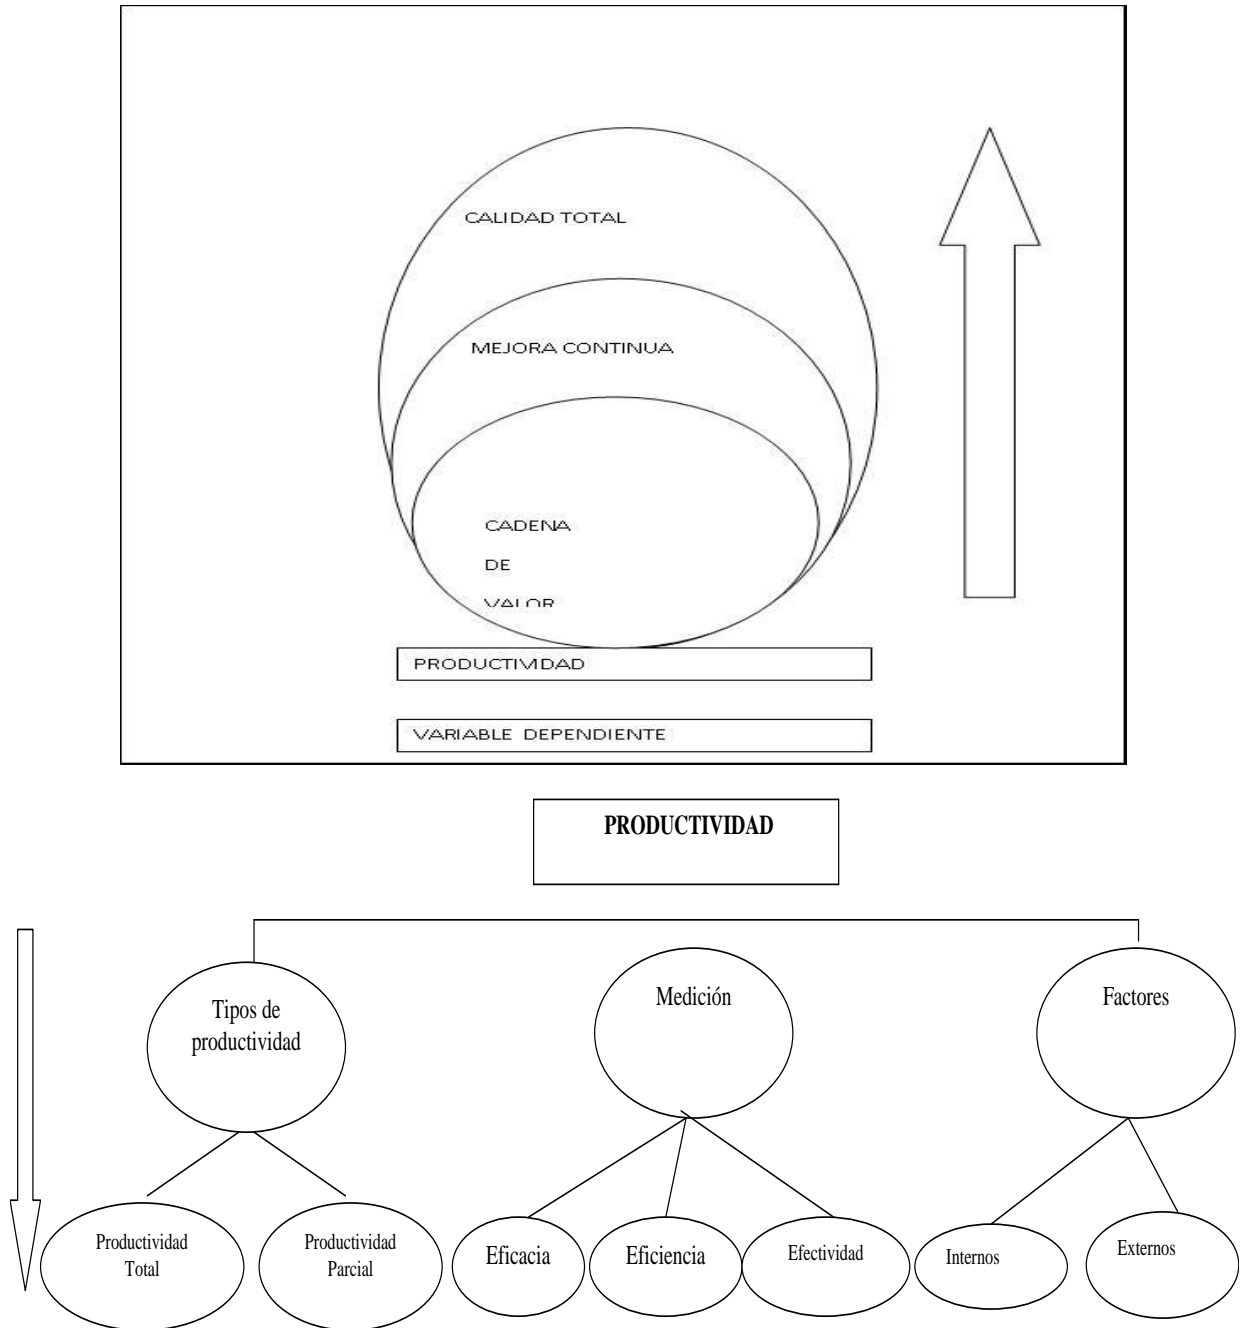 CALIDAD TOTAL
MEJORA CONTINUA
CADENA
DE
VALOR
PRODUCTIVIDAD
VARIABLE DEPENDIENTE
PRODUCTIVIDAD
Tipos de
productividad
Medición
Factores
Productividad
Total
Productividad
Parcial
Eficacia
Eficiencia
Efectividad
Internos
Externos